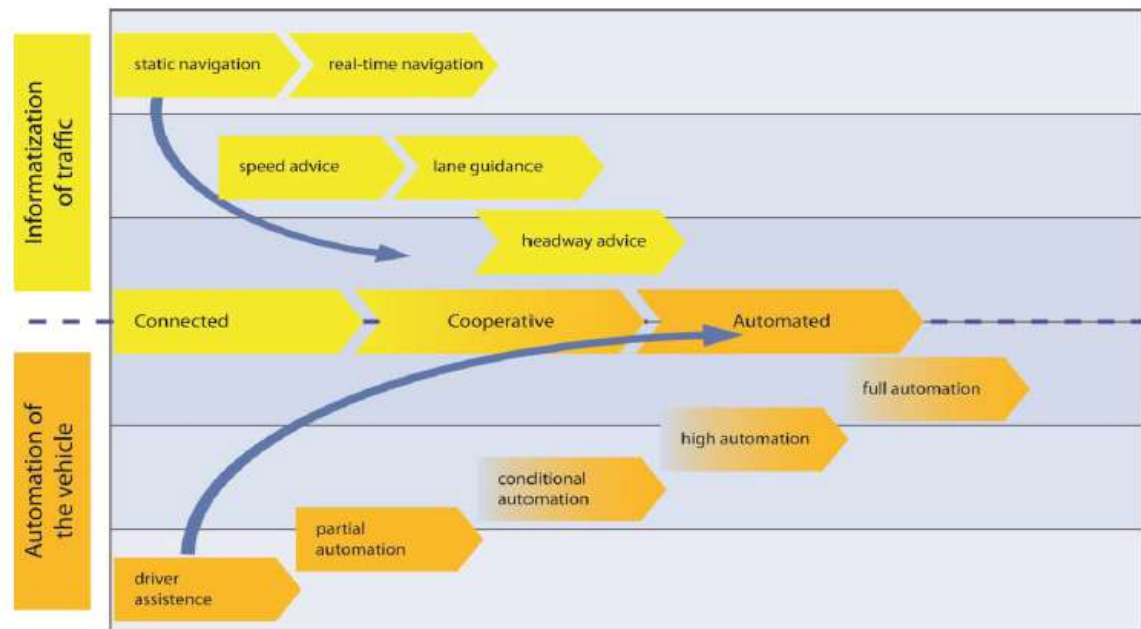 Informatization
of traffic
static navigation
real-time navigation
speed advice
lane guidance
headway advice
Connected
Cooperative
Automated
Automation of
the vehicle
full automation
high automation
conditional
automation
partial
automation
driver
assistence